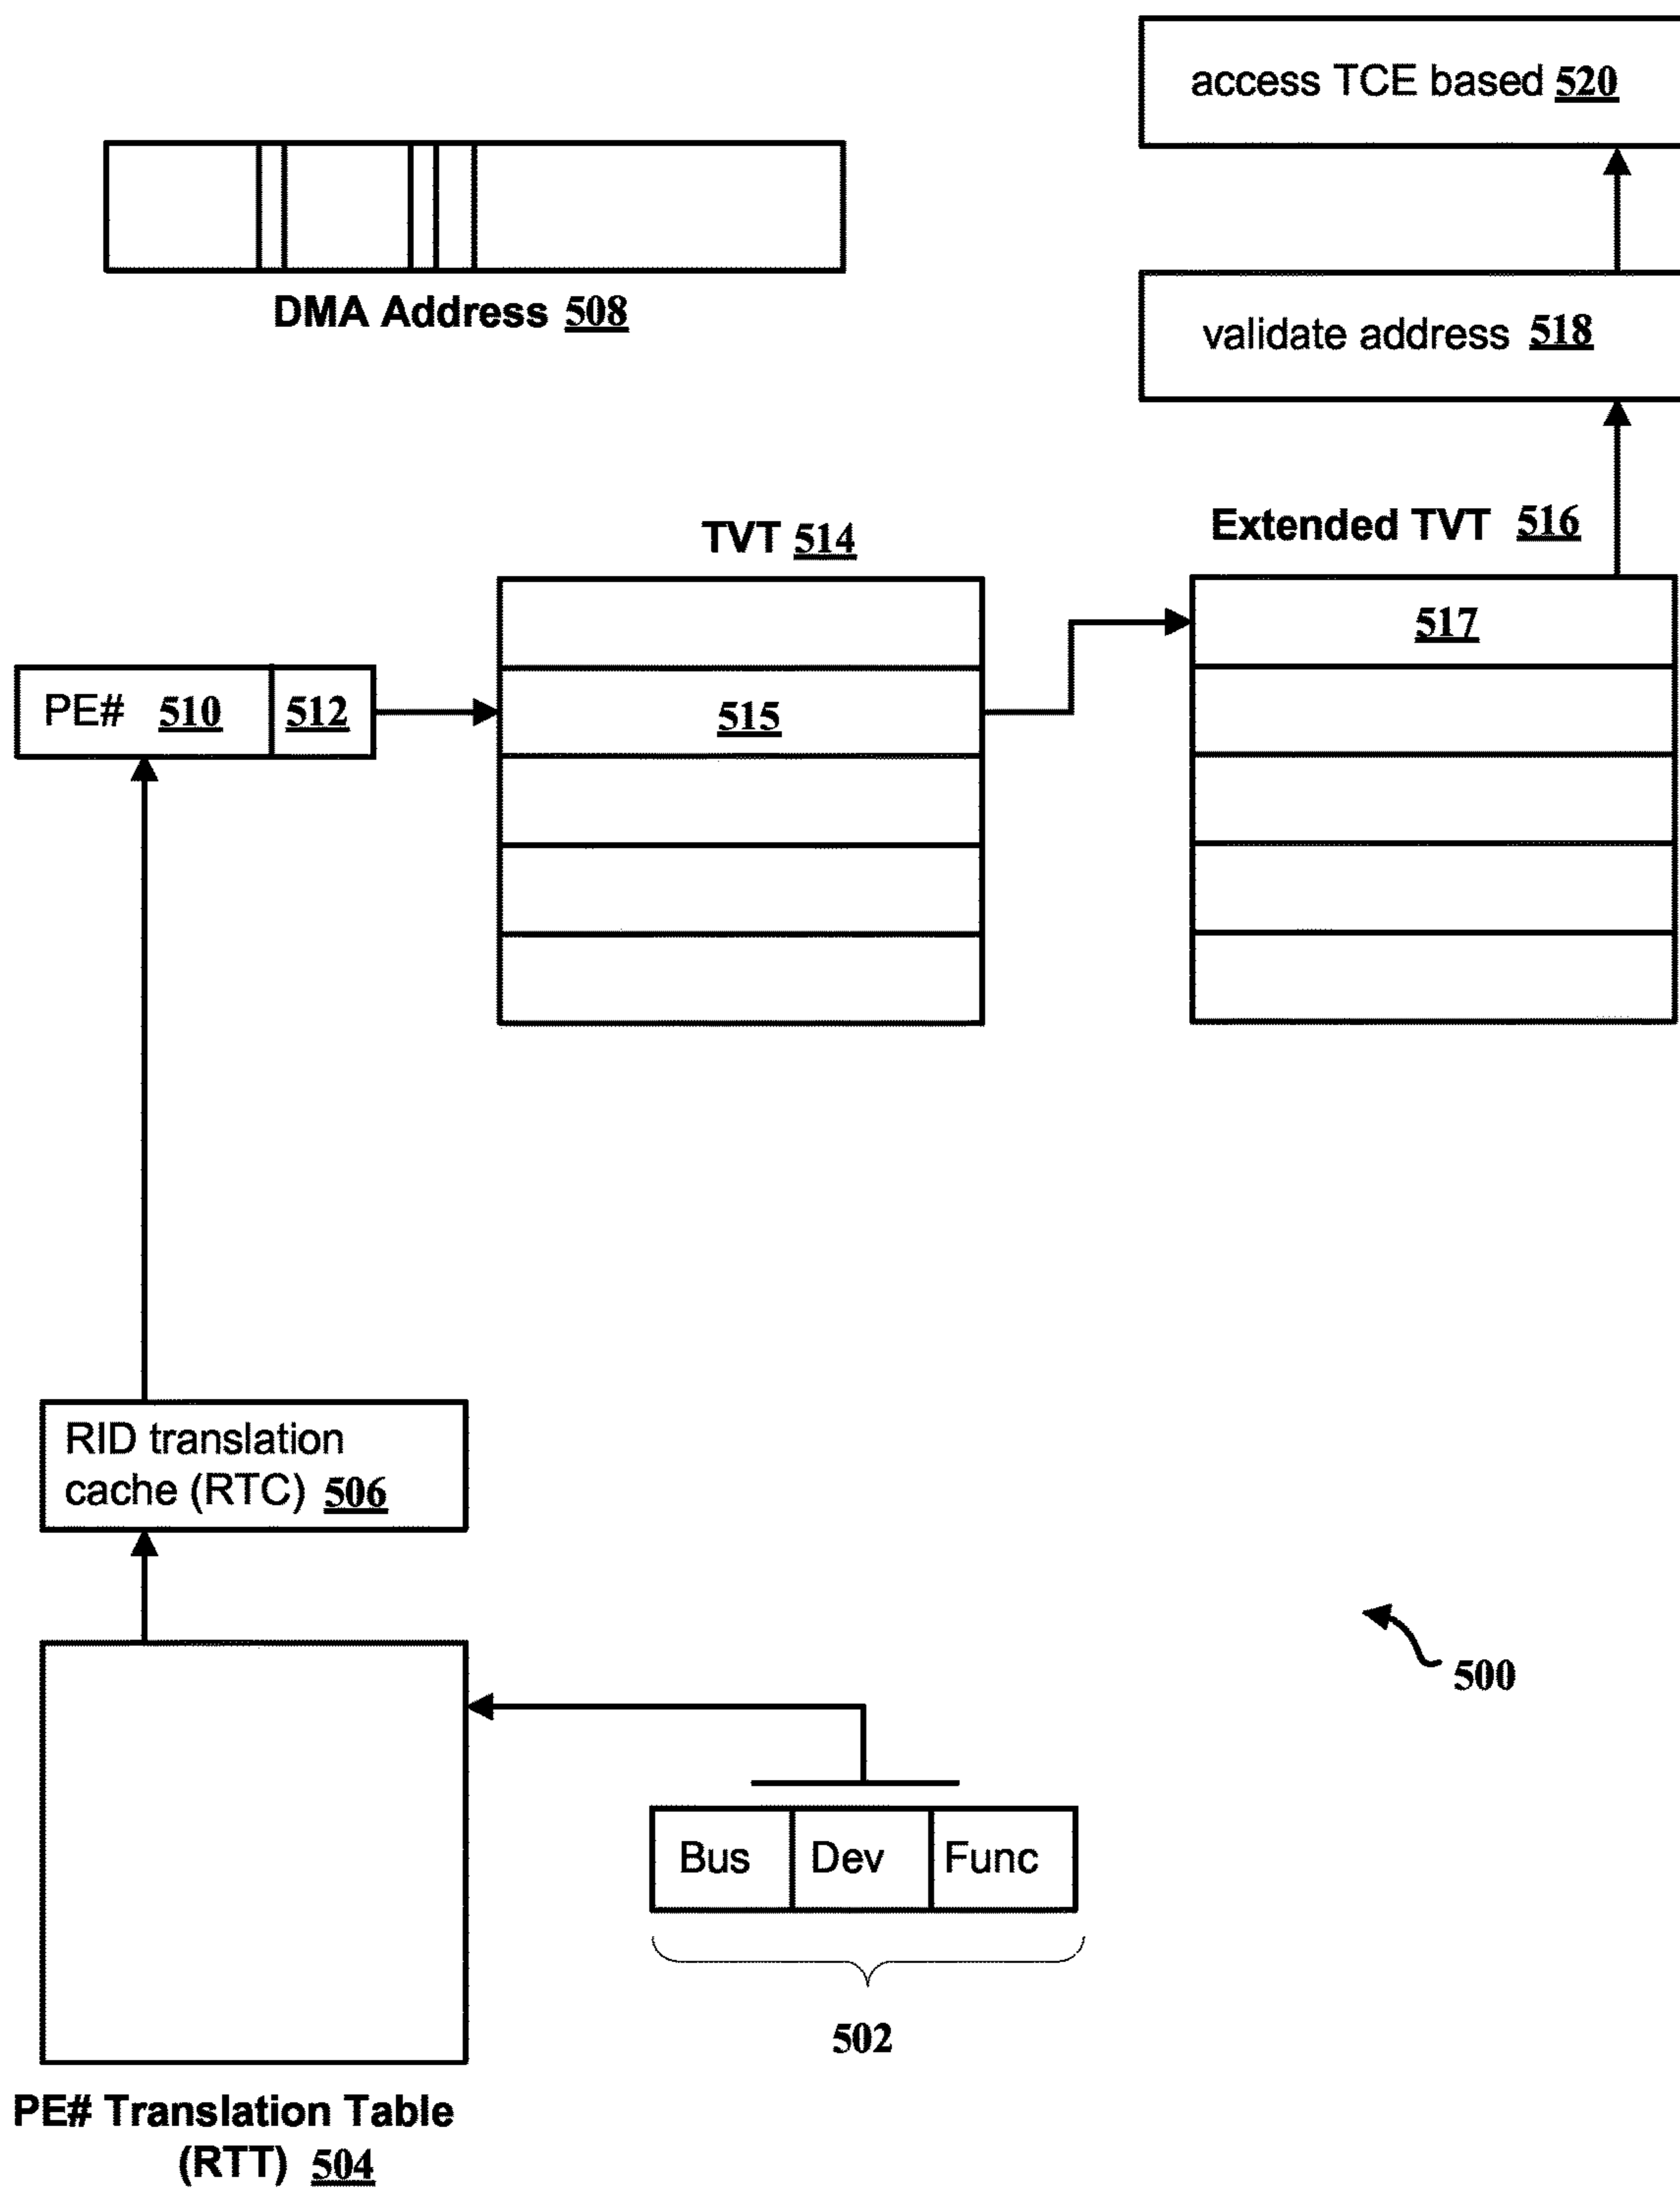 access TCE based 520
DMA Address 508
validate address 518
TVT 514
Extended TVT 516
517
PE# 510 512
515
RID translation
cache (RTC) 506
500
Bus Dev Func
502
PE# Translation Table
(RTT) 504